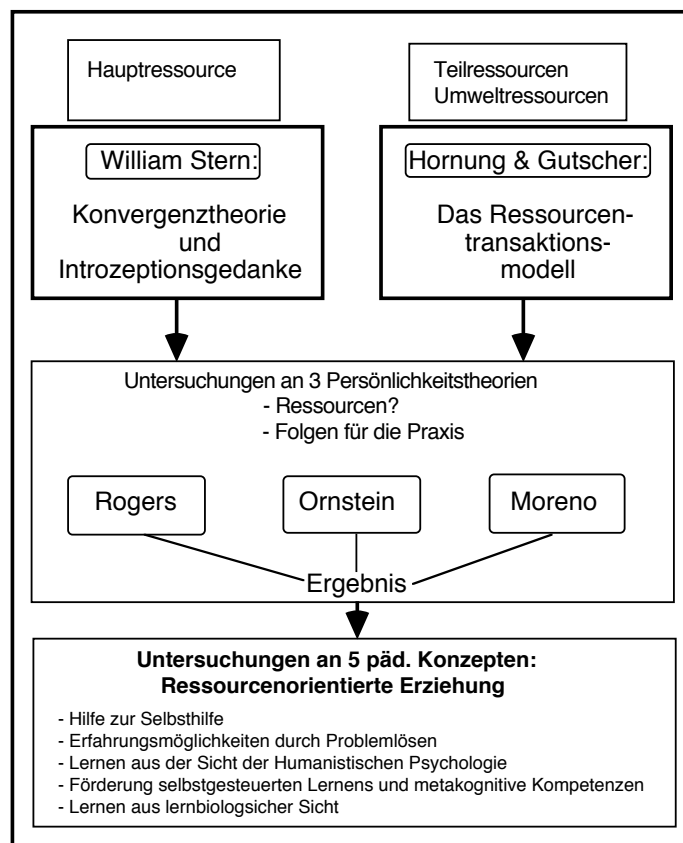 Hauptressource
Teilressourcen
Umweltressourcen
William Stern:
Konvergenztheorie
und
Introzeptionsgedanke
Hornung & Gutscher:
Das Ressourcen-
transaktions-
modell
Untersuchungen an 3 Persönlichkeitstheorien
- Ressourcen?
- Folgen für die Praxis
Rogers
Ornstein
Moreno
Ergebnis
Untersuchungen an 5 päd. Konzepten:
Ressourcenorientierte Erziehung
- Hilfe zur Selbsthilfe
- Erfahrungsmöglichkeiten durch Problemlösen
- Lernen aus der Sicht der Humanistischen Psychologie
- Förderung selbstgesteuerten Lernens und metakognitive Kompetenzen
- Lernen aus lernbiologsicher Sicht